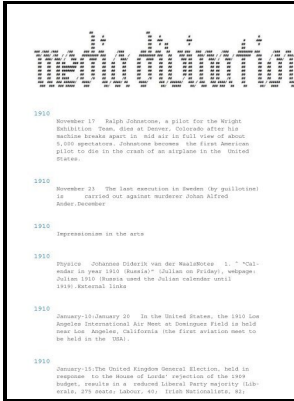 1910
November 17 Ralph Johnstone, a pilot for the Wright
Exhibition Team, dies at Denver, Colorado after his
machine breaks apart in mid air in full view of about
5,000 spectators. Johnstone becomes the first American
pilot to die in the crash of an airplane in the United
States.
1910
November 23 The last execution in Sweden (by guillotine)
is carried out against murderer Johan Alfred
Ander.December
1910
Impressionism in the arts
1910
Physics Johannes Diderik van der WaalsNotes 1. ^ "Cal-
endar in year 1910 (Russia)" (Julian on Friday), webpage:
Julian 1910 (Russia used the Julian calendar until
1919).External links
1910
January-10:January 20 In the United States, the 1910 Los
Angeles International Air Meet at Dominguez Field is held
near Los Angeles, California (the first aviation meet to
be held in the USA).
1910
January-15:The United Kingdom General Election, held in
response to the House of Lords' rejection of the 1909
budget, results in a reduced Liberal Party majority (Lib-
erals, 275 seats; Labour, 40; Irish Nationalists, 82;